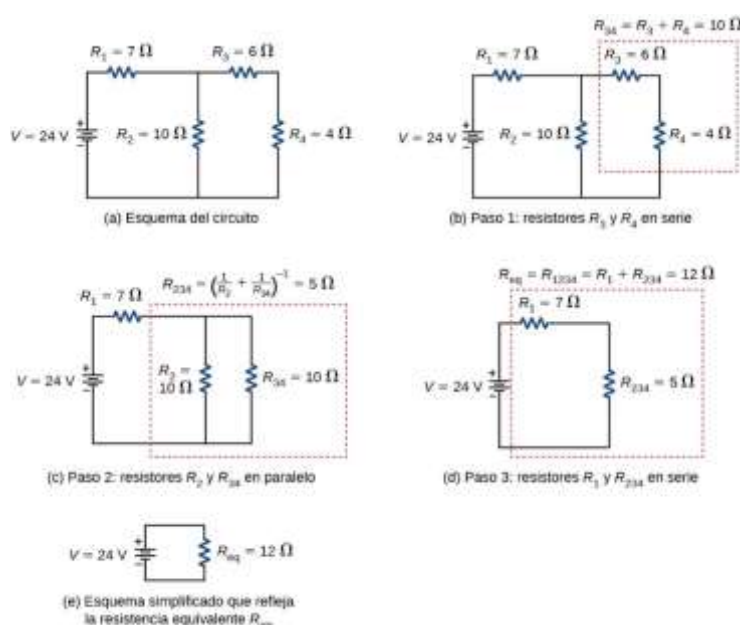 R₁ = 7 Ω
R₃ = 6 Ω
V = 24 V
R₂ = 10 Ω
R₄ = 4 Ω
(a) Esquema del circuito
R₃₄ = R₃ + R₄ = 10 Ω
R₁ = 7 Ω
R₃ = 6 Ω
V = 24 V
R₂ = 10 Ω
R₄ = 4 Ω
(b) Paso 1: resistores R₃ y R₄ en serie
R₂₃₄ = (1/R₂ + 1/R₃₄)⁻¹ = 5 Ω
R₁ = 7 Ω
V = 24 V
R₂ =
10 Ω
R₃₄ = 10 Ω
(c) Paso 2: resistores R₂ y R₃₄ en paralelo
Req = R₁₂₃₄ = R₁ + R₂₃₄ = 12 Ω
R₁ = 7 Ω
V = 24 V
R₂₃₄ = 5 Ω
(d) Paso 3: resistores R₁ y R₂₃₄ en serie
V = 24 V
Req = 12 Ω
(e) Esquema simplificado que refleja
la resistencia equivalente R